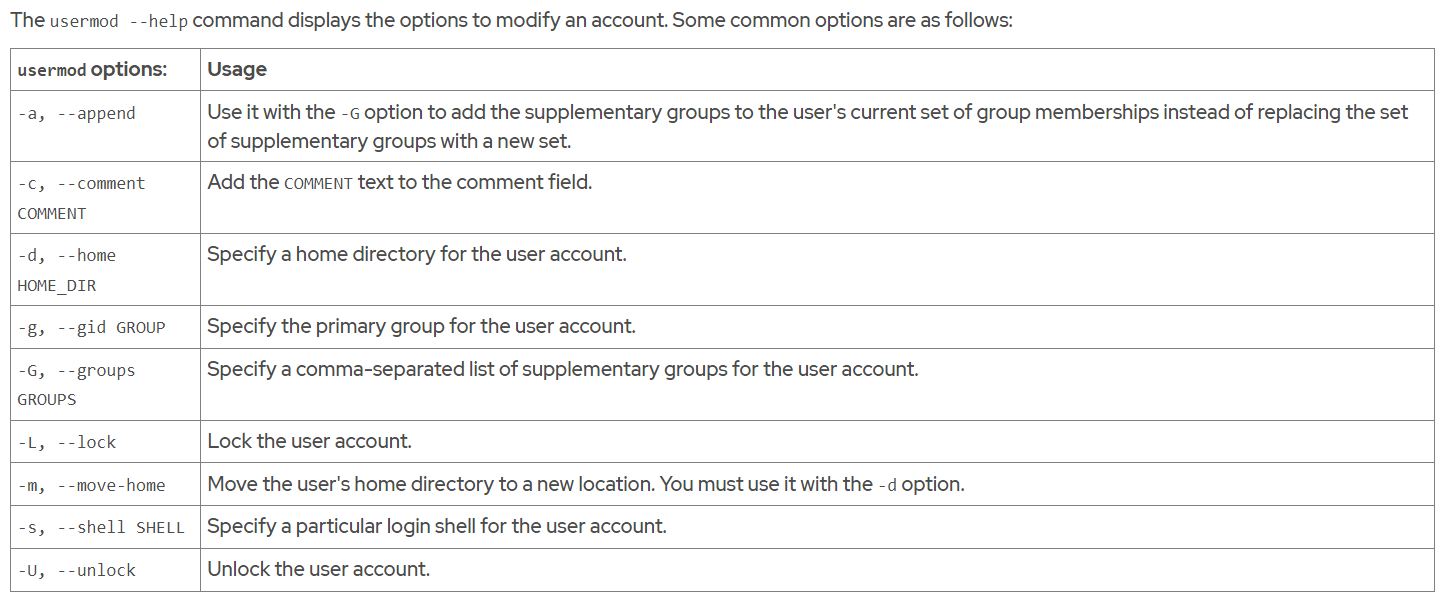 The usermod --help command displays the options to modify an account. Some common options are as follows:
usermod options: Usage
-a, --append Use it with the -G option to add the supplementary groups to the user's current set of group memberships instead of replacing the set
of supplementary groups with a new set.
-c, --comment Add the COMMENT text to the comment field.
COMMENT
-d, --home Specify a home directory for the user account.
HOME_DIR
-g, --gid GROUP Specify the primary group for the user account.
-G, --groups Specify a comma-separated list of supplementary groups for the user account.
GROUPS
-L, --lock Lock the user account.
-m, --move-home Move the user's home directory to a new location. You must use it with the -d option.
-s, --shell SHELL Specify a particular login shell for the user account.
-U, --unlock Unlock the user account.